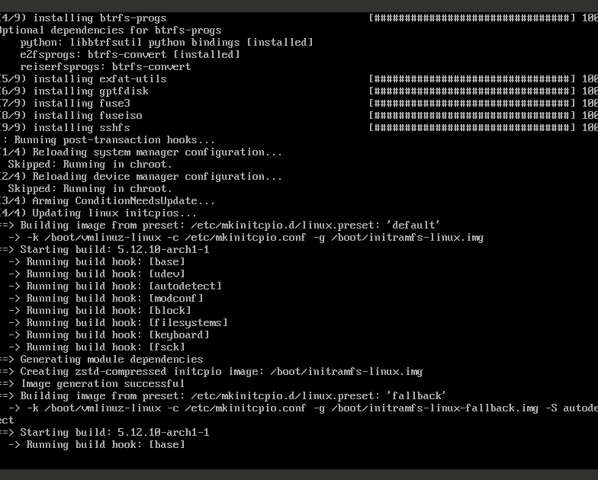 4/9) installing btrfs-progs [################################] 100
Optional dependencies for btrfs-progs
python: libbtrfsutil python bindings [installed]
e2fsprogs: btrfs-convert [installed]
reiserfsprogs: btrfs-convert
(5/9) installing exfat-utils [################################] 100
(6/9) installing gptfdisk [################################] 100
(7/9) installing fuse3 [################################] 100
(8/9) installing fuseiso [################################] 100
(9/9) installing sshfs [################################] 100
: Running post-transaction hooks...
(1/4) Reloading system manager configuration...
Skipped: Running in chroot.
(2/4) Reloading device manager configuration...
Skipped: Running in chroot.
(3/4) Arming ConditionNeedsUpdate...
(4/4) Updating linux initcpios...
==> Building image from preset: /etc/mkinitcpio.d/linux.preset: 'default'
-> -k /boot/vmlinuz-linux -c /etc/mkinitcpio.conf -g /boot/initramfs-linux.img
==> Starting build: 5.12.10-arch1-1
-> Running build hook: [base]
-> Running build hook: [udev]
-> Running build hook: [autodetect]
-> Running build hook: [modconf]
-> Running build hook: [block]
-> Running build hook: [filesystems]
-> Running build hook: [keyboard]
-> Running build hook: [fsck]
==> Generating module dependencies
==> Creating zstd-compressed initcpio image: /boot/initramfs-linux.img
==> Image generation successful
==> Building image from preset: /etc/mkinitcpio.d/linux.preset: 'fallback'
-> -k /boot/vmlinuz-linux -c /etc/mkinitcpio.conf -g /boot/initramfs-linux-fallback.img -S autode
ect
==> Starting build: 5.12.10-arch1-1
-> Running build hook: [base]